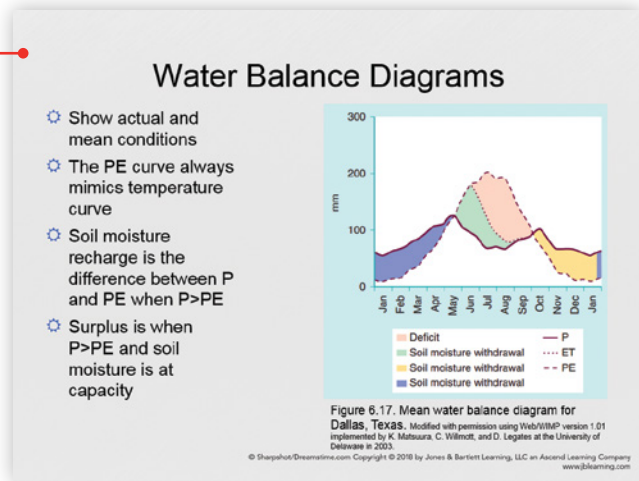 Water Balance Diagrams
Show actual and
mean conditions
The PE curve always
mimics temperature
curve
Soil moisture
recharge is the
difference between P
and PE when P>PE
Surplus is when
P>PE and soil
moisture is at
capacity
300
200
100
0
mm
Jan Feb Mar Apr May Jun Jul Aug Sep Oct Nov Dec Jan
Deficit
Soil moisture withdrawal
Soil moisture withdrawal
Soil moisture withdrawal
P
ET
PE
Figure 6.17. Mean water balance diagram for
Dallas, Texas. Modified with permission using Web/WIMP version 1.01
implemented by K. Matsuura, C. Willmott, and D. Legates at the University of
Delaware in 2003.
© Sharpshot/Dreamstime.com Copyright © 2018 by Jones & Bartlett Learning, LLC an Ascend Learning Company
www.jblearning.com